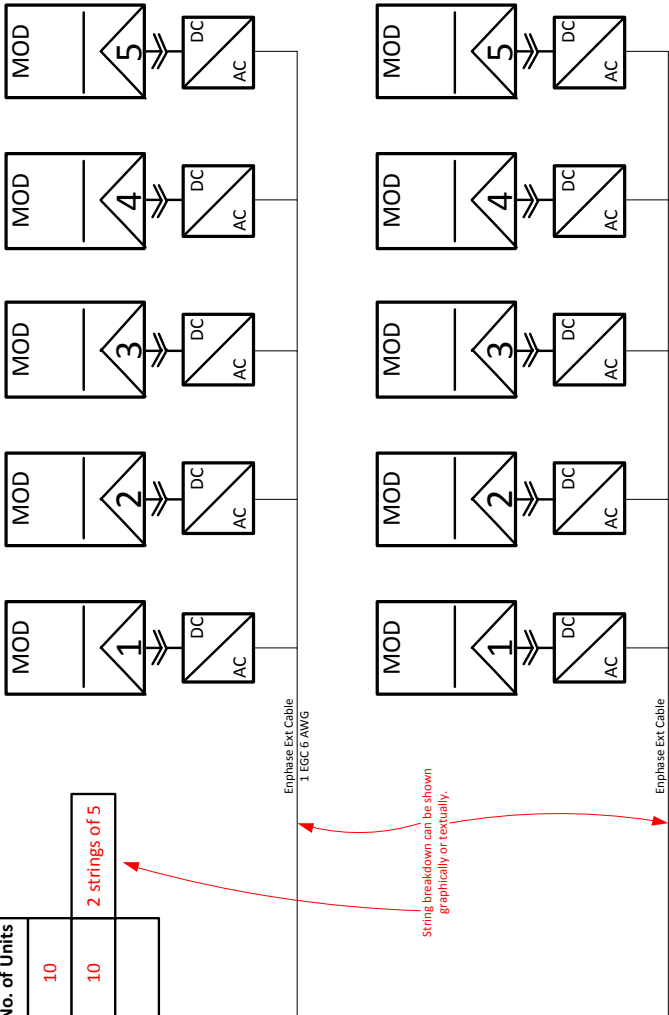 No. of Units
10
10 2 strings of 5
MOD MOD MOD MOD MOD
1 2 3 4 5
DC DC DC DC DC
AC AC AC AC AC
Enphase Ext Cable
1 EGC 6 AWG
String breakdown can be shown
graphically or textually.
MOD MOD MOD MOD MOD
1 2 3 4 5
DC DC DC DC DC
AC AC AC AC AC
Enphase Ext Cable